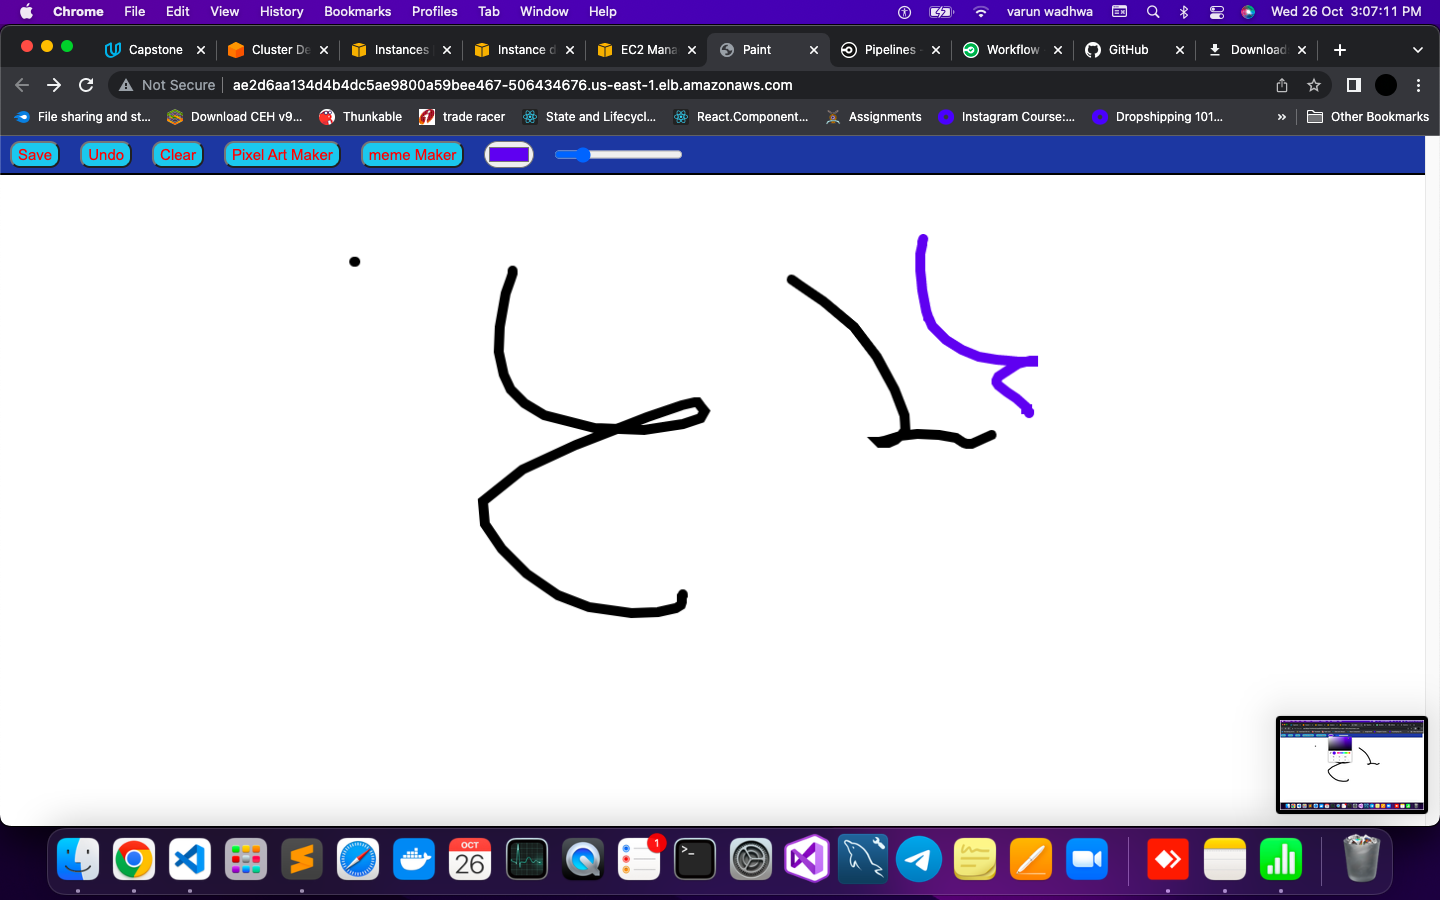 Chrome File Edit View History Bookmarks Profiles Tab Window Help varun wadhwa Wed 26 Oct 3:07:11 PM
Capstone Cluster De Instances Instance d EC2 Mana Paint Pipelines - Workflow GitHub Download
Not Secure ae2d6aa134d4b4dc5ae9800a59bee467-506434676.us-east-1.elb.amazonaws.com
File sharing and st... Download CEH v9... Thunkable trade racer State and Lifecycl... React.Component... Assignments Instagram Course:... Dropshipping 101... » Other Bookmarks
Save Undo Clear Pixel Art Maker meme Maker
OCT
26
1